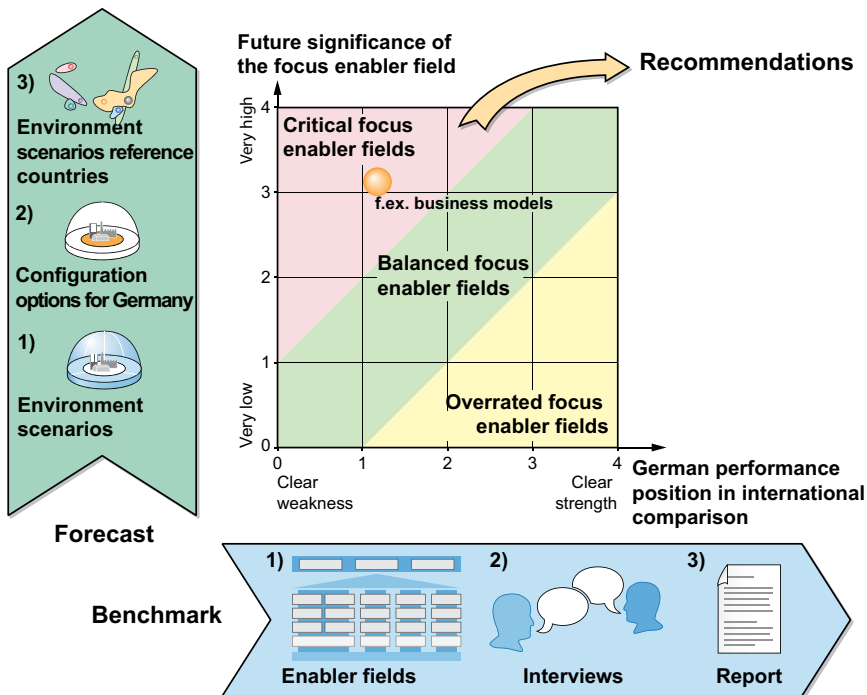 3)
Environment
scenarios reference
countries
2)
Configuration
options for Germany
1)
Environment
scenarios
Forecast
Future significance of
the focus enabler field
Recommendations
Very high
Very low
4
3
2
1
0
Critical focus
enabler fields
f.ex. business models
Balanced focus
enabler fields
Overrated focus
enabler fields
0 1 2 3 4
Clear
weakness
Clear
strength
German performance
position in international
comparison
Benchmark
1)
Enabler fields
2)
Interviews
3)
Report